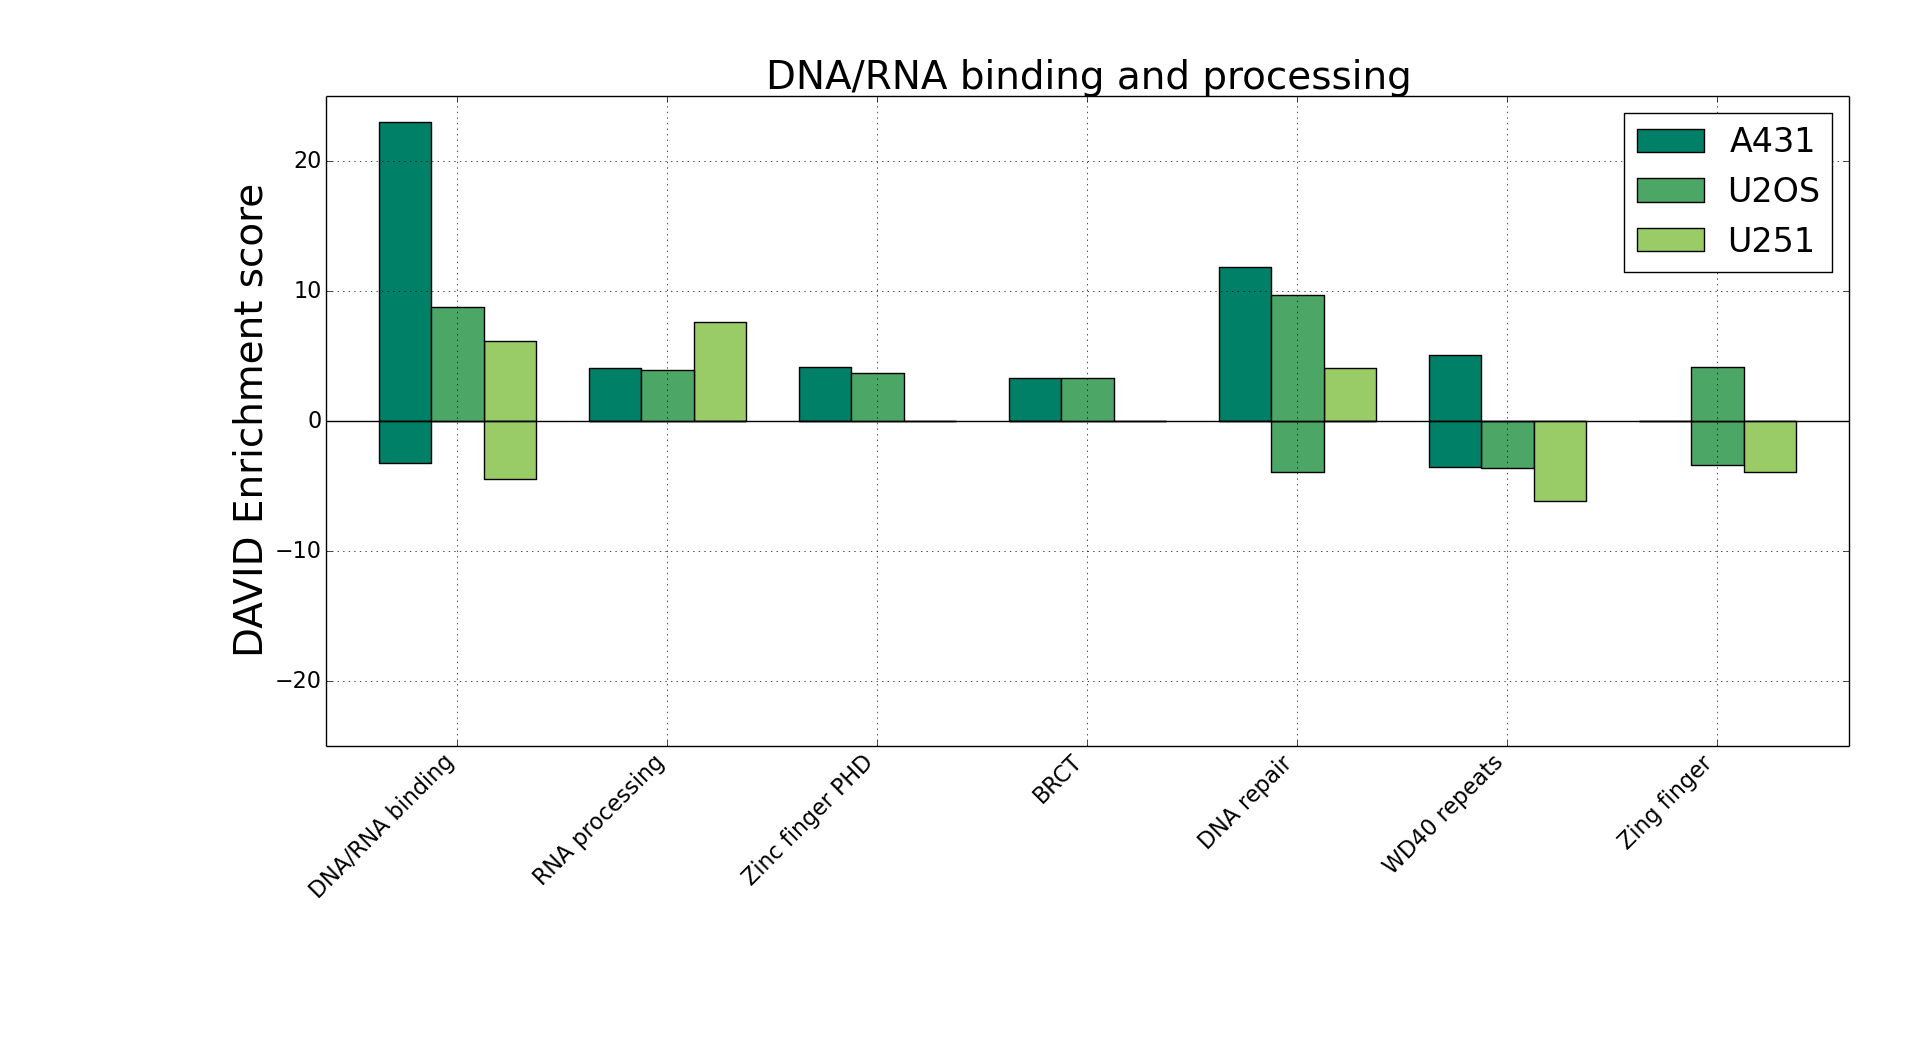 DNA/RNA binding and processing
DAVID Enrichment score
20
10
0
−10
−20
A431
U2OS
U251
DNA/RNA binding
RNA processing
Zinc finger PHD
BRCT
DNA repair
WD40 repeats
Zing finger